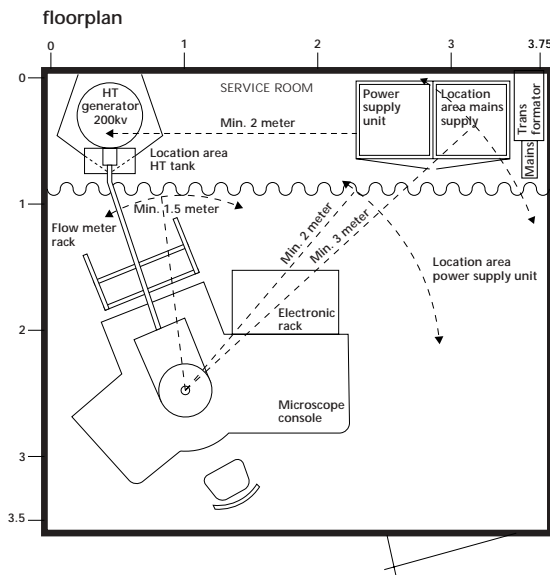 floorplan
0
1
2
3
3.75
0
HT
generator
200kv
SERVICE ROOM
Power
supply
unit
Location
area mains
supply
Trans
formator
Mains
Min. 2 meter
Location area
HT tank
1
Min. 1.5 meter
Flow meter
rack
Min. 2 meter
Min. 3 meter
Location area
power supply unit
Electronic
rack
2
Microscope
console
3
3.5